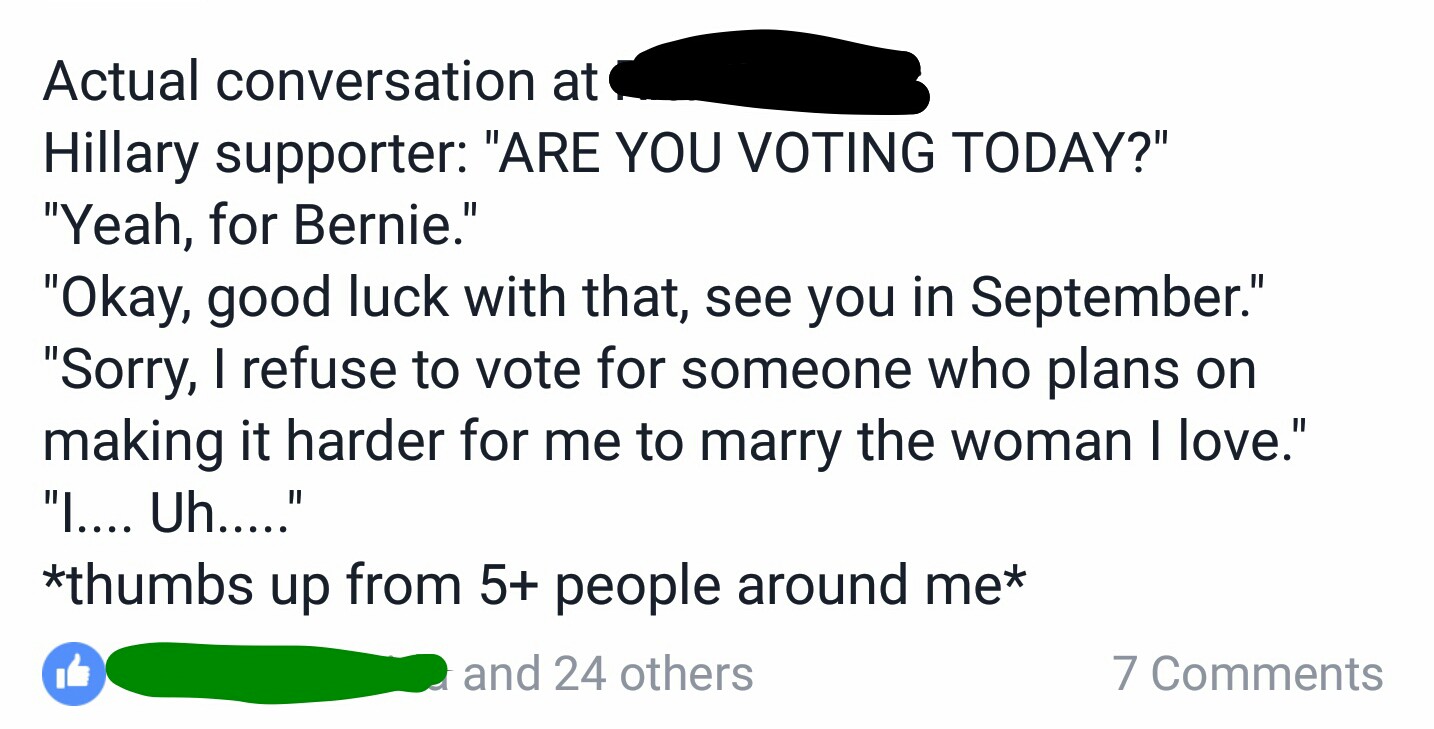 Actual conversation at
Hillary supporter: "ARE YOU VOTING TODAY?"
"Yeah, for Bernie."
"Okay, good luck with that, see you in September."
"Sorry, I refuse to vote for someone who plans on
making it harder for me to marry the woman I love."
"I.... Uh....."
*thumbs up from 5+ people around me*
and 24 others 7 Comments